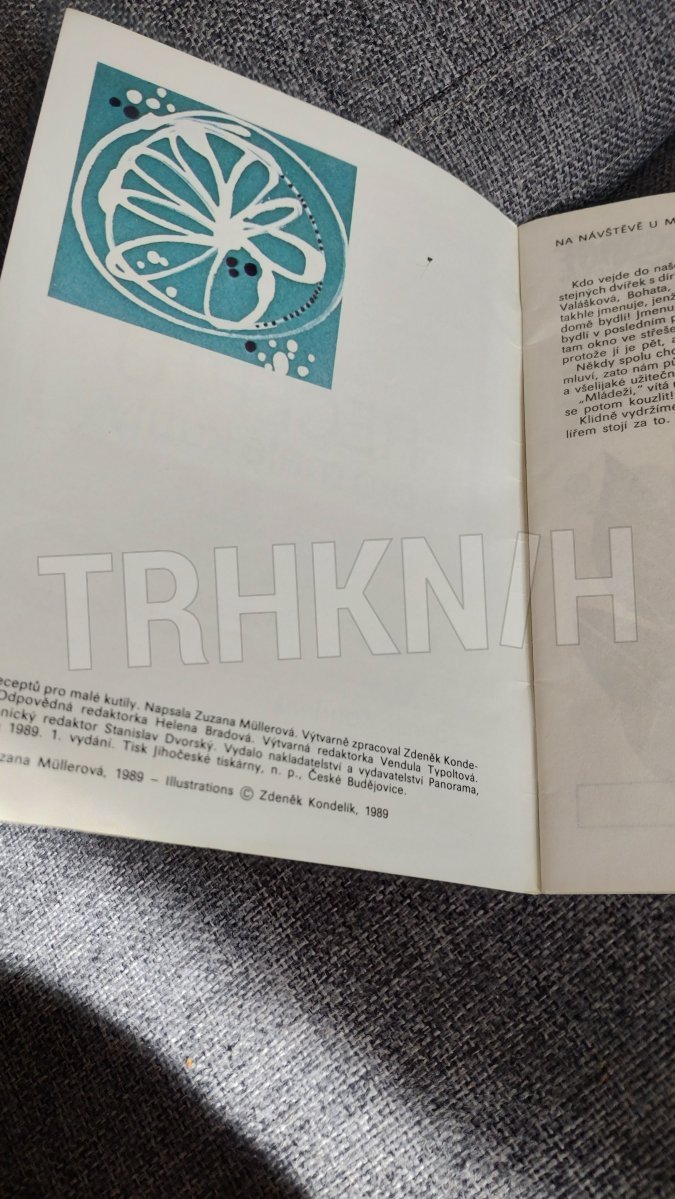 eceptů pro malé kutily. Napsala Zuzana Müllerová. Výtvarně zpracoval Zdeněk Konde-
Odpovědná redaktorka Helena Bradová. Výtvarná redaktorka Vendula Typoltová.
nický redaktor Stanislav Dvorský. Vydalo nakladatelství a vydavatelství Panorama,
1989. 1. vydání. Tisk Jihočeské tiskárny, n. p., České Budějovice.
zana Müllerová, 1989 – Illustrations © Zdeněk Kondelík, 1989
NA NÁVŠTĚVĚ U M
Kdo vejde do naše
stejných dvířek s dír
Valášková, Bohata,
takhle jmenuje, jenž
domě bydlí! Jmenu
bydlí v posledním p
tam okno ve střeše
protože jí je pět, a
Někdy spolu cho
mluví, zato nám pů
a všelijaké užitečn
„Mládeži,“ vítá n
se potom kouzlit!
Klidně vydržíme
lířem stojí za to.
TRHKNIH